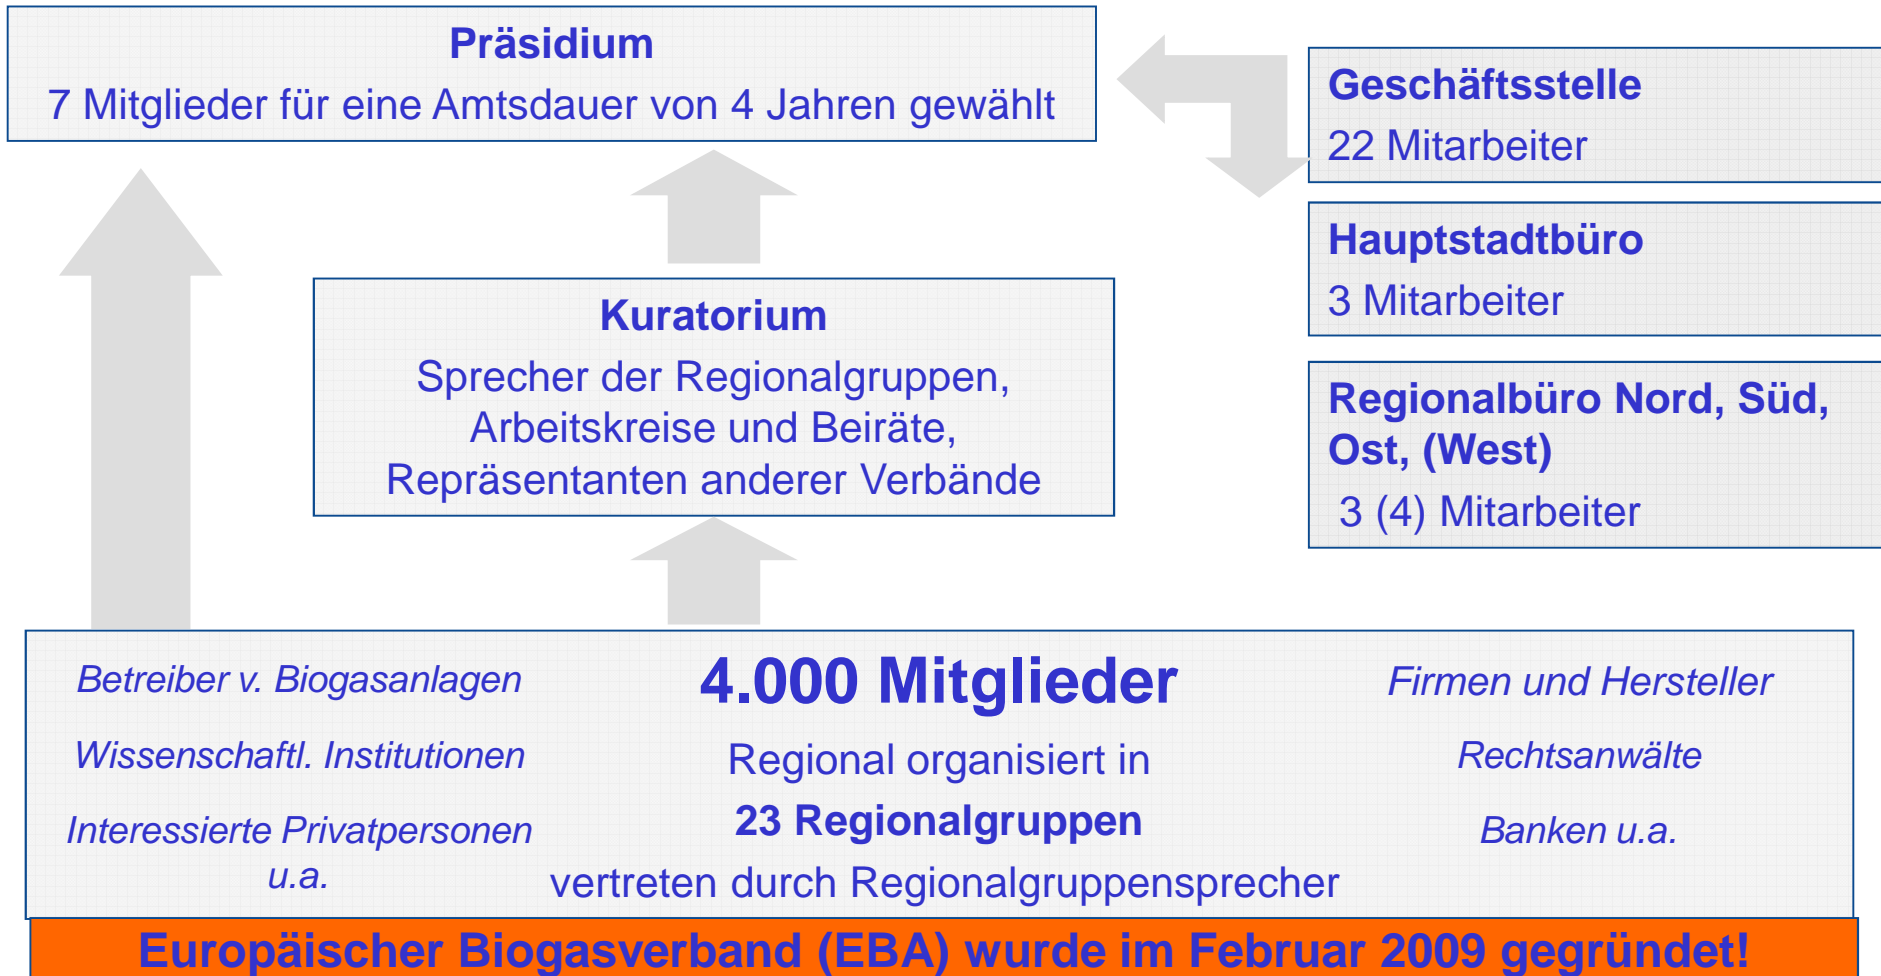 Präsidium
7 Mitglieder für eine Amtsdauer von 4 Jahren gewählt
Geschäftsstelle
22 Mitarbeiter
Hauptstadtbüro
3 Mitarbeiter
Kuratorium
Sprecher der Regionalgruppen,
Arbeitskreise und Beiräte,
Repräsentanten anderer Verbände
Regionalbüro Nord, Süd,
Ost, (West)
3 (4) Mitarbeiter
Betreiber v. Biogasanlagen
Wissenschaftl. Institutionen
Interessierte Privatpersonen
u.a.
4.000 Mitglieder
Regional organisiert in
23 Regionalgruppen
vertreten durch Regionalgruppensprecher
Firmen und Hersteller
Rechtsanwälte
Banken u.a.
Europäischer Biogasverband (EBA) wurde im Februar 2009 gegründet!